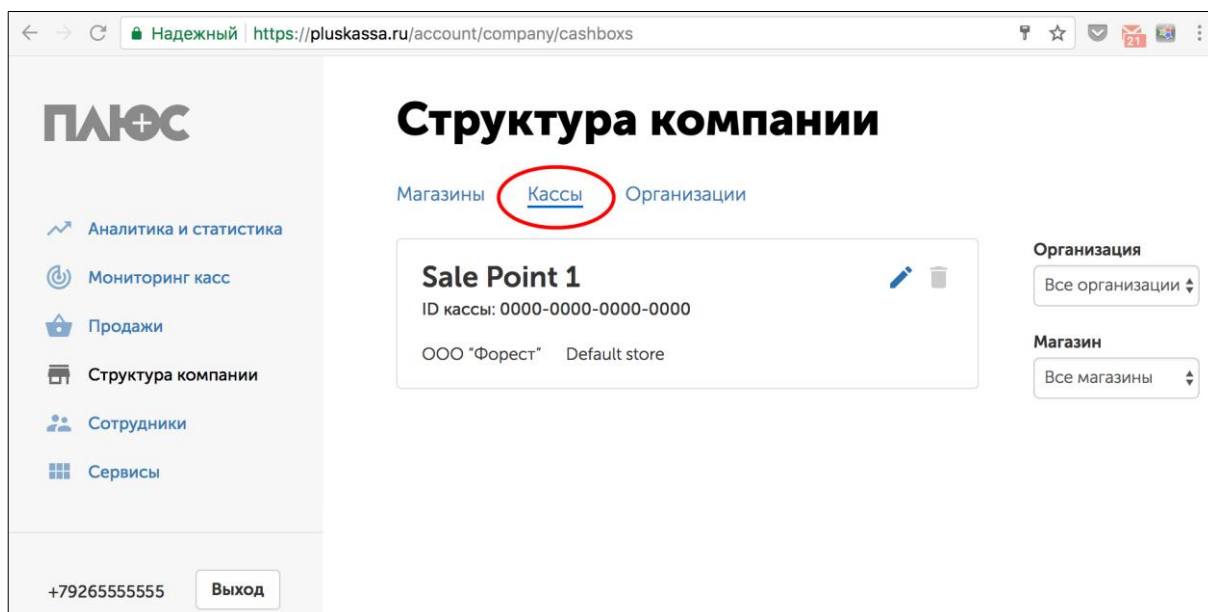 Надежный https://pluskassa.ru/account/company/cashboxs
21
ПЛЮС
Структура компании
Магазины Кассы Организации
Аналитика и статистика
Мониторинг касс
Продажи
Структура компании
Сотрудники
Сервисы
Sale Point 1
ID кассы: 0000-0000-0000-0000
ООО "Форест" Default store
Организация
Все организации
Магазин
Все магазины
+79265555555 Выход